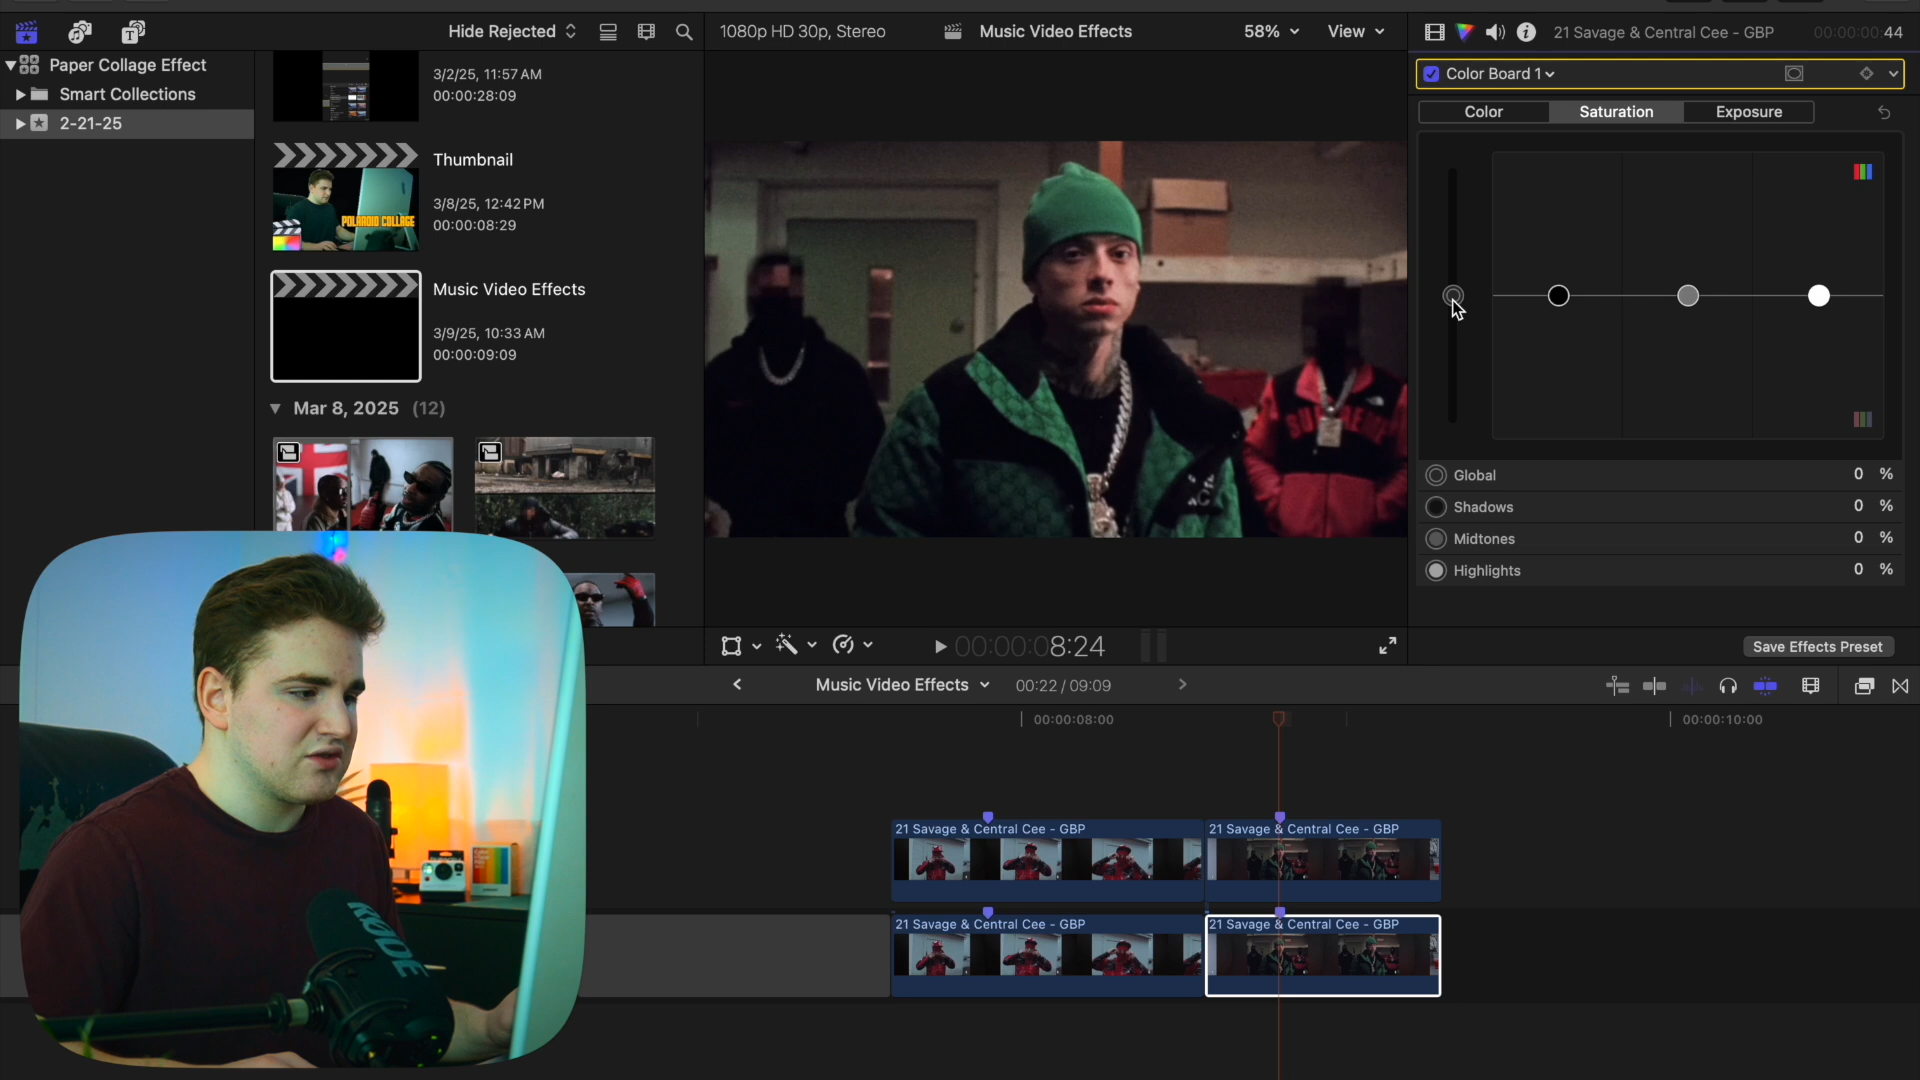 Hide Rejected
1080p HD 30p, Stereo
Music Video Effects
58%
View
21 Savage & Central Cee - GBP
00:00:00:44
Paper Collage Effect
Smart Collections
2-21-25
3/2/25, 11:57 AM
00:00:28:09
Thumbnail
3/8/25, 12:42 PM
00:00:08:29
POLAROID COLLAGE
Music Video Effects
3/9/25, 10:33 AM
00:00:09:09
Mar 8, 2025 (12)
SUPREME
Color Board 1
Color
Saturation
Exposure
Global 0 %
Shadows 0 %
Midtones 0 %
Highlights 0 %
00:00:08:24
Save Effects Preset
Music Video Effects
00:22 / 09:09
00:00:08:00
00:00:10:00
21 Savage & Central Cee - GBP
21 Savage & Central Cee - GBP
21 Savage & Central Cee - GBP
21 Savage & Central Cee - GBP
RØDE